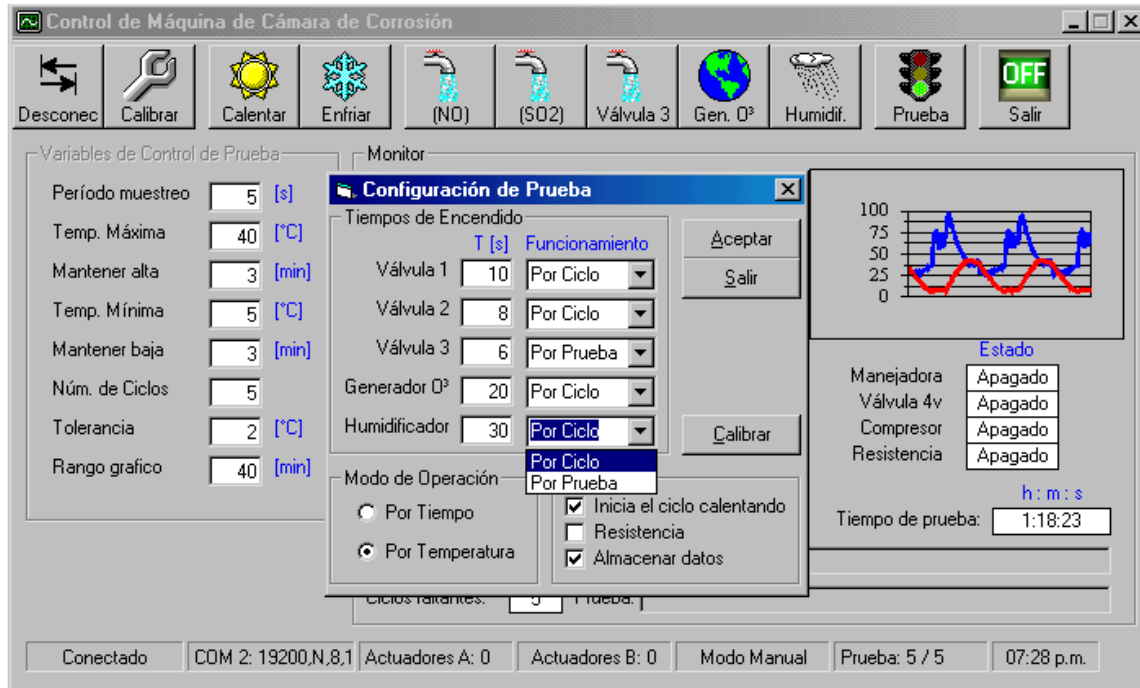 Control de Máquina de Cámara de Corrosión
Desconec Calibrar Calentar Enfriar (NO) (SO2) Válvula 3 Gen. O³ Humidif. Prueba OFF Salir
Variables de Control de Prueba
Período muestreo 5 [s]
Temp. Máxima 40 [°C]
Mantener alta 3 [min]
Temp. Mínima 5 [°C]
Mantener baja 3 [min]
Núm. de Ciclos 5
Tolerancia 2 [°C]
Rango grafico 40 [min]
Monitor
Configuración de Prueba
Tiempos de Encendido
T [s] Funcionamiento
Válvula 1 10 Por Ciclo
Válvula 2 8 Por Ciclo
Válvula 3 6 Por Prueba
Generador O³ 20 Por Ciclo
Humidificador 30 Por Ciclo
Por Ciclo
Por Prueba
Aceptar
Salir
Calibrar
Modo de Operación
Por Tiempo
Por Temperatura
Inicia el ciclo calentando
Resistencia
Almacenar datos
100
75
50
25
0
Estado
Manejadora Apagado
Válvula 4v Apagado
Compresor Apagado
Resistencia Apagado
h : m : s
Tiempo de prueba: 1:18:23
Ciclos faltantes: 5 Prueba:
Conectado COM 2: 19200,N,8,1 Actuadores A: 0 Actuadores B: 0 Modo Manual Prueba: 5 / 5 07:28 p.m.